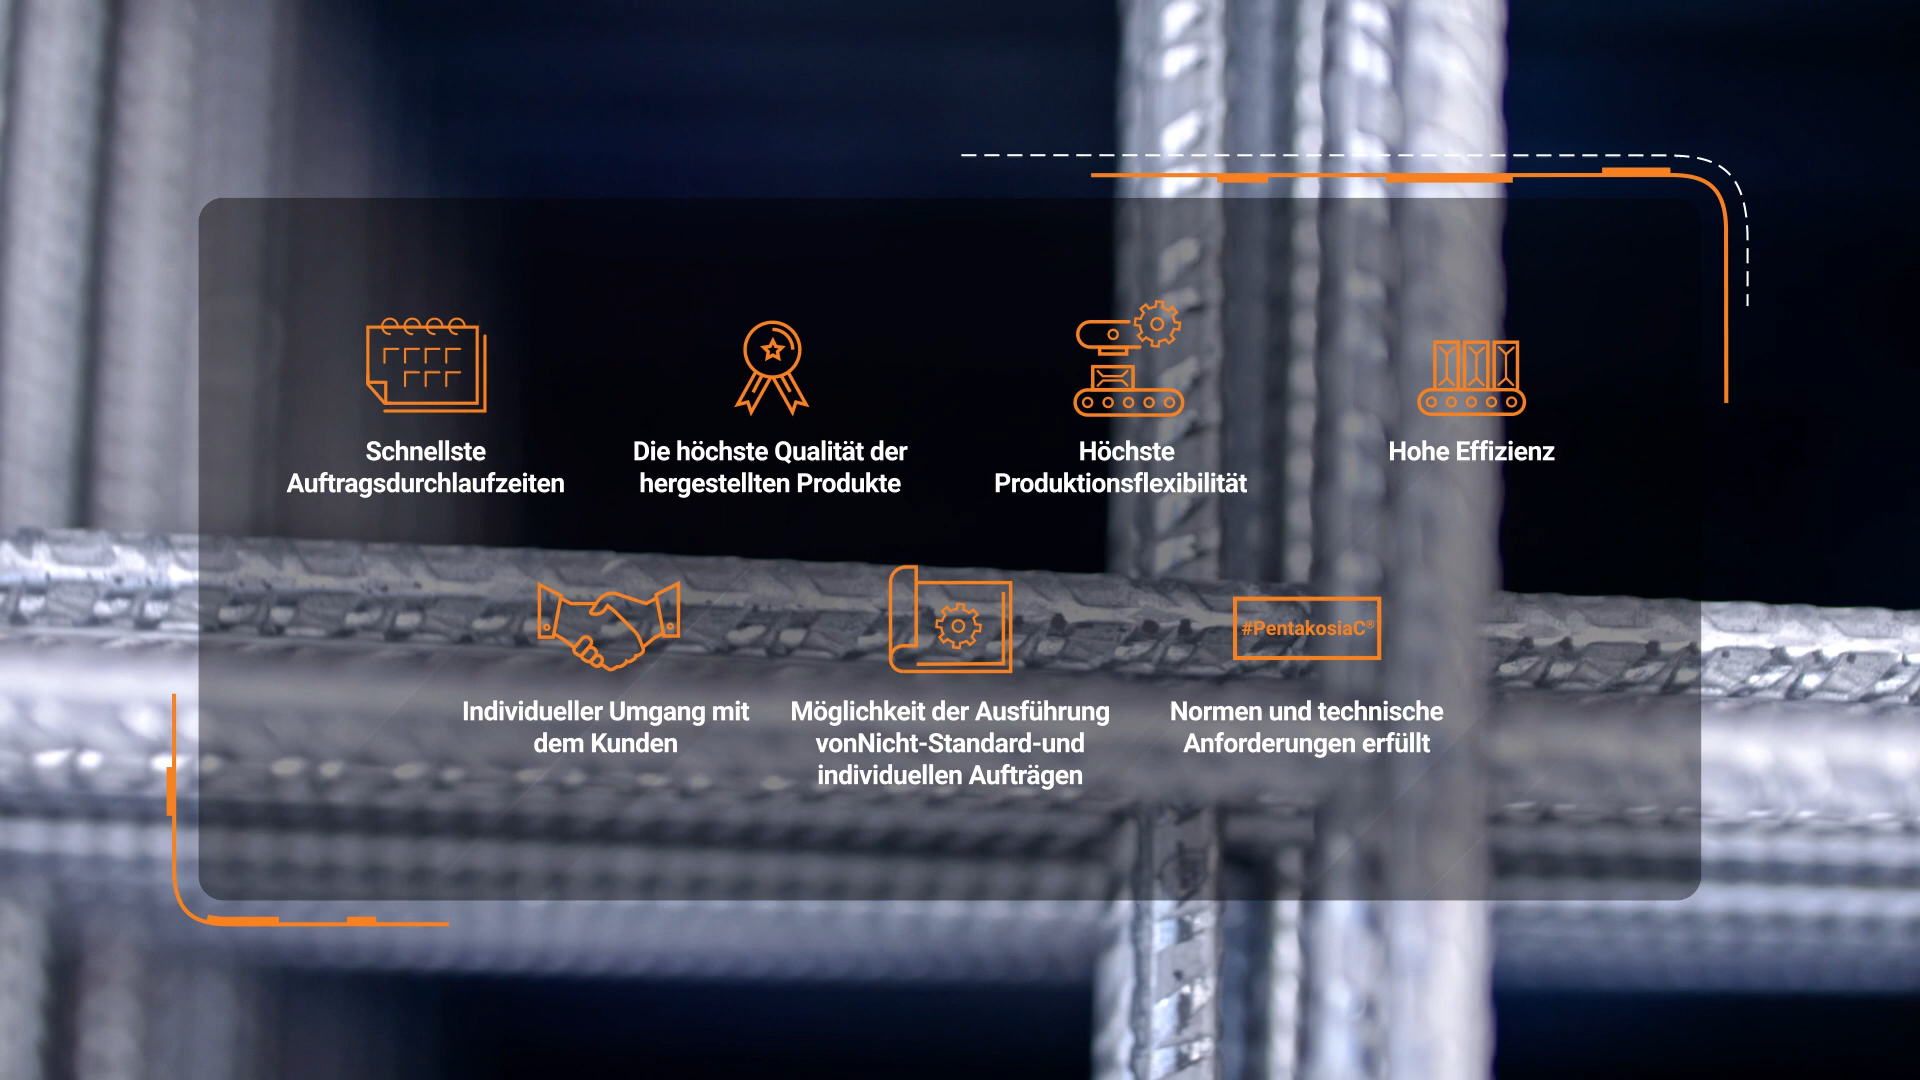 Schnellste
Auftragsdurchlaufzeiten
Die höchste Qualität der
hergestellten Produkte
Höchste
Produktionsflexibilität
Hohe Effizienz
Individueller Umgang mit
dem Kunden
Möglichkeit der Ausführung
vonNicht-Standard-und
individuellen Aufträgen
#PentakosiaC®
Normen und technische
Anforderungen erfüllt